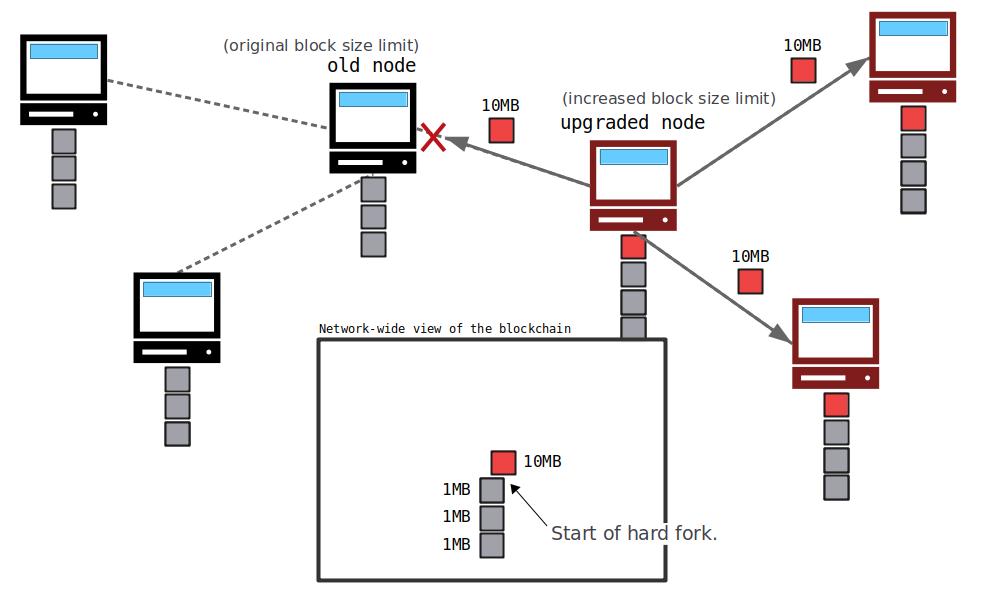 (original block size limit)
old node
10MB
(increased block size limit)
upgraded node
10MB
10MB
Network-wide view of the blockchain
10MB
1MB
1MB
1MB
Start of hard fork.